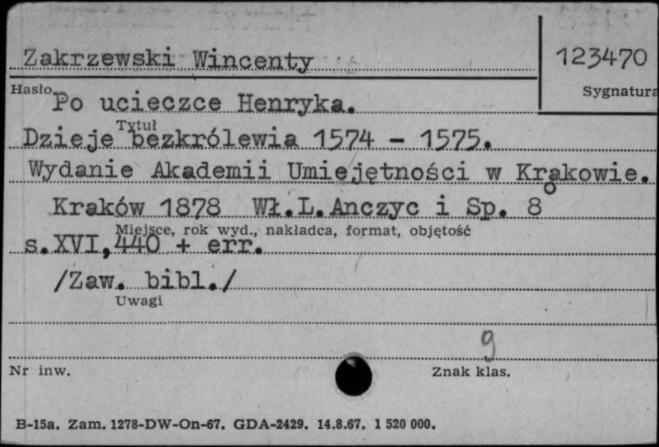 Zakrzewski Wincenty
123470
Hasło
Sygnatura
Po ucieczce Henryka.
Tytuł
Dzieje bezkrólewia 1574 - 1575.
Wydanie Akademii Umiejętności w Krakowie.
Kraków 1878 Wł.L.Anczyc i Sp. 8°
Miejsce, rok wyd., nakładca, format, objętość
s.XVI,440 + err.
/Zaw. bibl./
Uwagi
9
Nr inw.
Znak klas.
B-15a. Zam. 1278-DW-On-67. GDA-2429. 14.8.67. 1 520 000.